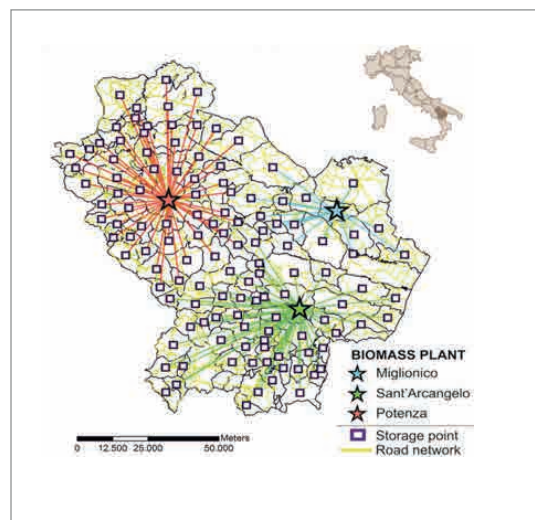 BIOMASS PLANT
Miglionico
Sant'Arcangelo
Potenza
Storage point
Road network
Meters
0 12.500 25.000 50.000